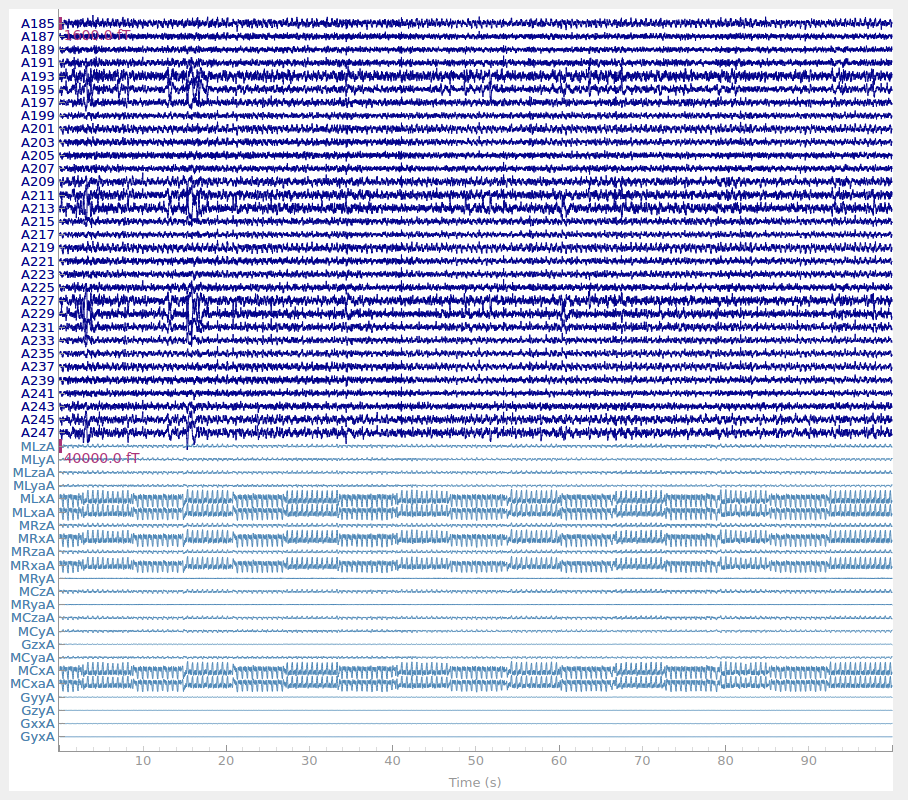 A185
1600.0 fT
A187
A189
A191
A193
A195
A197
A199
A201
A203
A205
A207
A209
A211
A213
A215
A217
A219
A221
A223
A225
A227
A229
A231
A233
A235
A237
A239
A241
A243
A245
A247
MLzA
40000.0 fT
MLyA
MLzaA
MLyaA
MLxA
MLxaA
MRzA
MRxA
MRzaA
MRxaA
MRyA
MCzA
MRyaA
MCzaA
MCyA
GzxA
MCyaA
MCxA
MCxaA
GyyA
GzyA
GxxA
GyxA
10 20 30 40 50 60 70 80 90
Time (s)